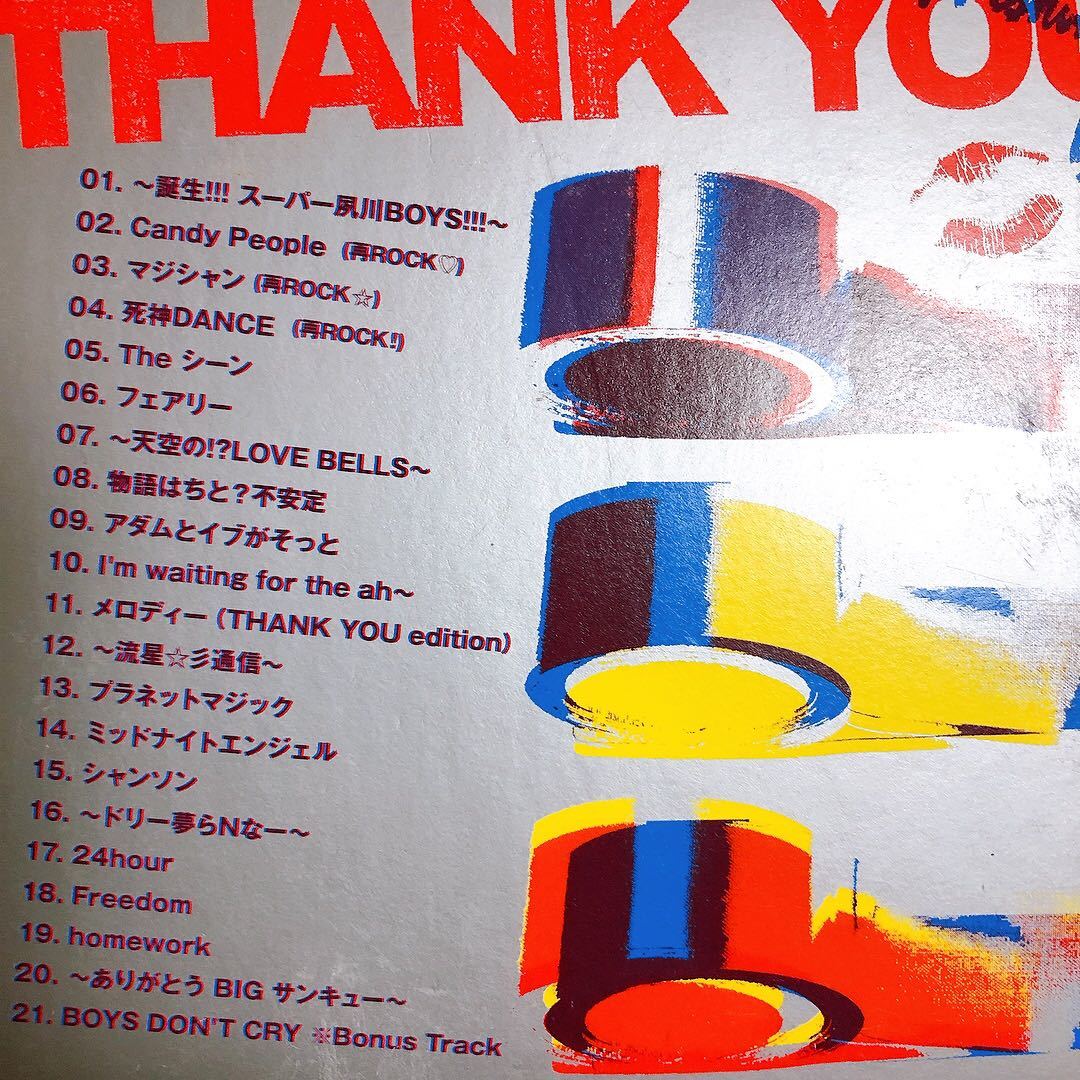 THANK YOU
01. ～誕生!!! スーパー夙川BOYS!!!～
02. Candy People (再ROCK♡)
03. マジシャン (再ROCK☆)
04. 死神DANCE (再ROCK!)
05. The シーン
06. フェアリー
07. ～天空の!?LOVE BELLS～
08. 物語はちと？不安定
09. アダムとイブがそっと
10. I'm waiting for the ah～
11. メロディー (THANK YOU edition)
12. ～流星☆彡通信～
13. プラネットマジック
14. ミッドナイトエンジェル
15. シャンソン
16. ～ドリー夢らNなー～
17. 24hour
18. Freedom
19. homework
20. ～ありがとう BIG サンキュー～
21. BOYS DON'T CRY ※Bonus Track